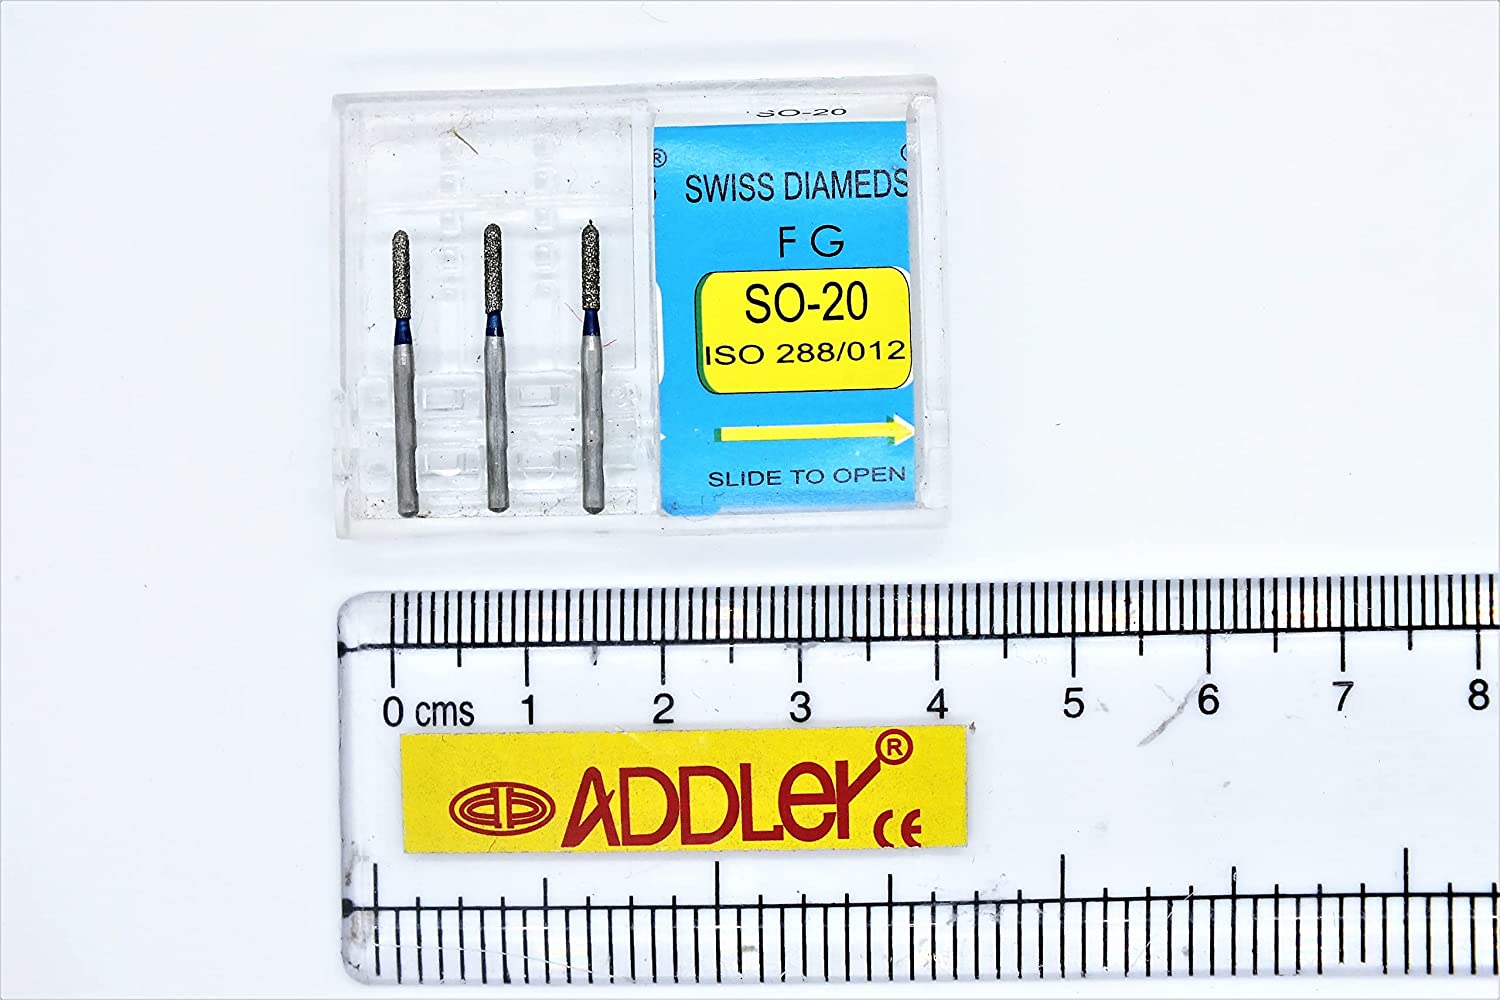 SO-20
®
SWISS DIAMEDS
FG
SO-20
ISO 288/012
SLIDE TO OPEN
0 cms 1 2 3 4 5 6 7 8
ADDLER®
CE